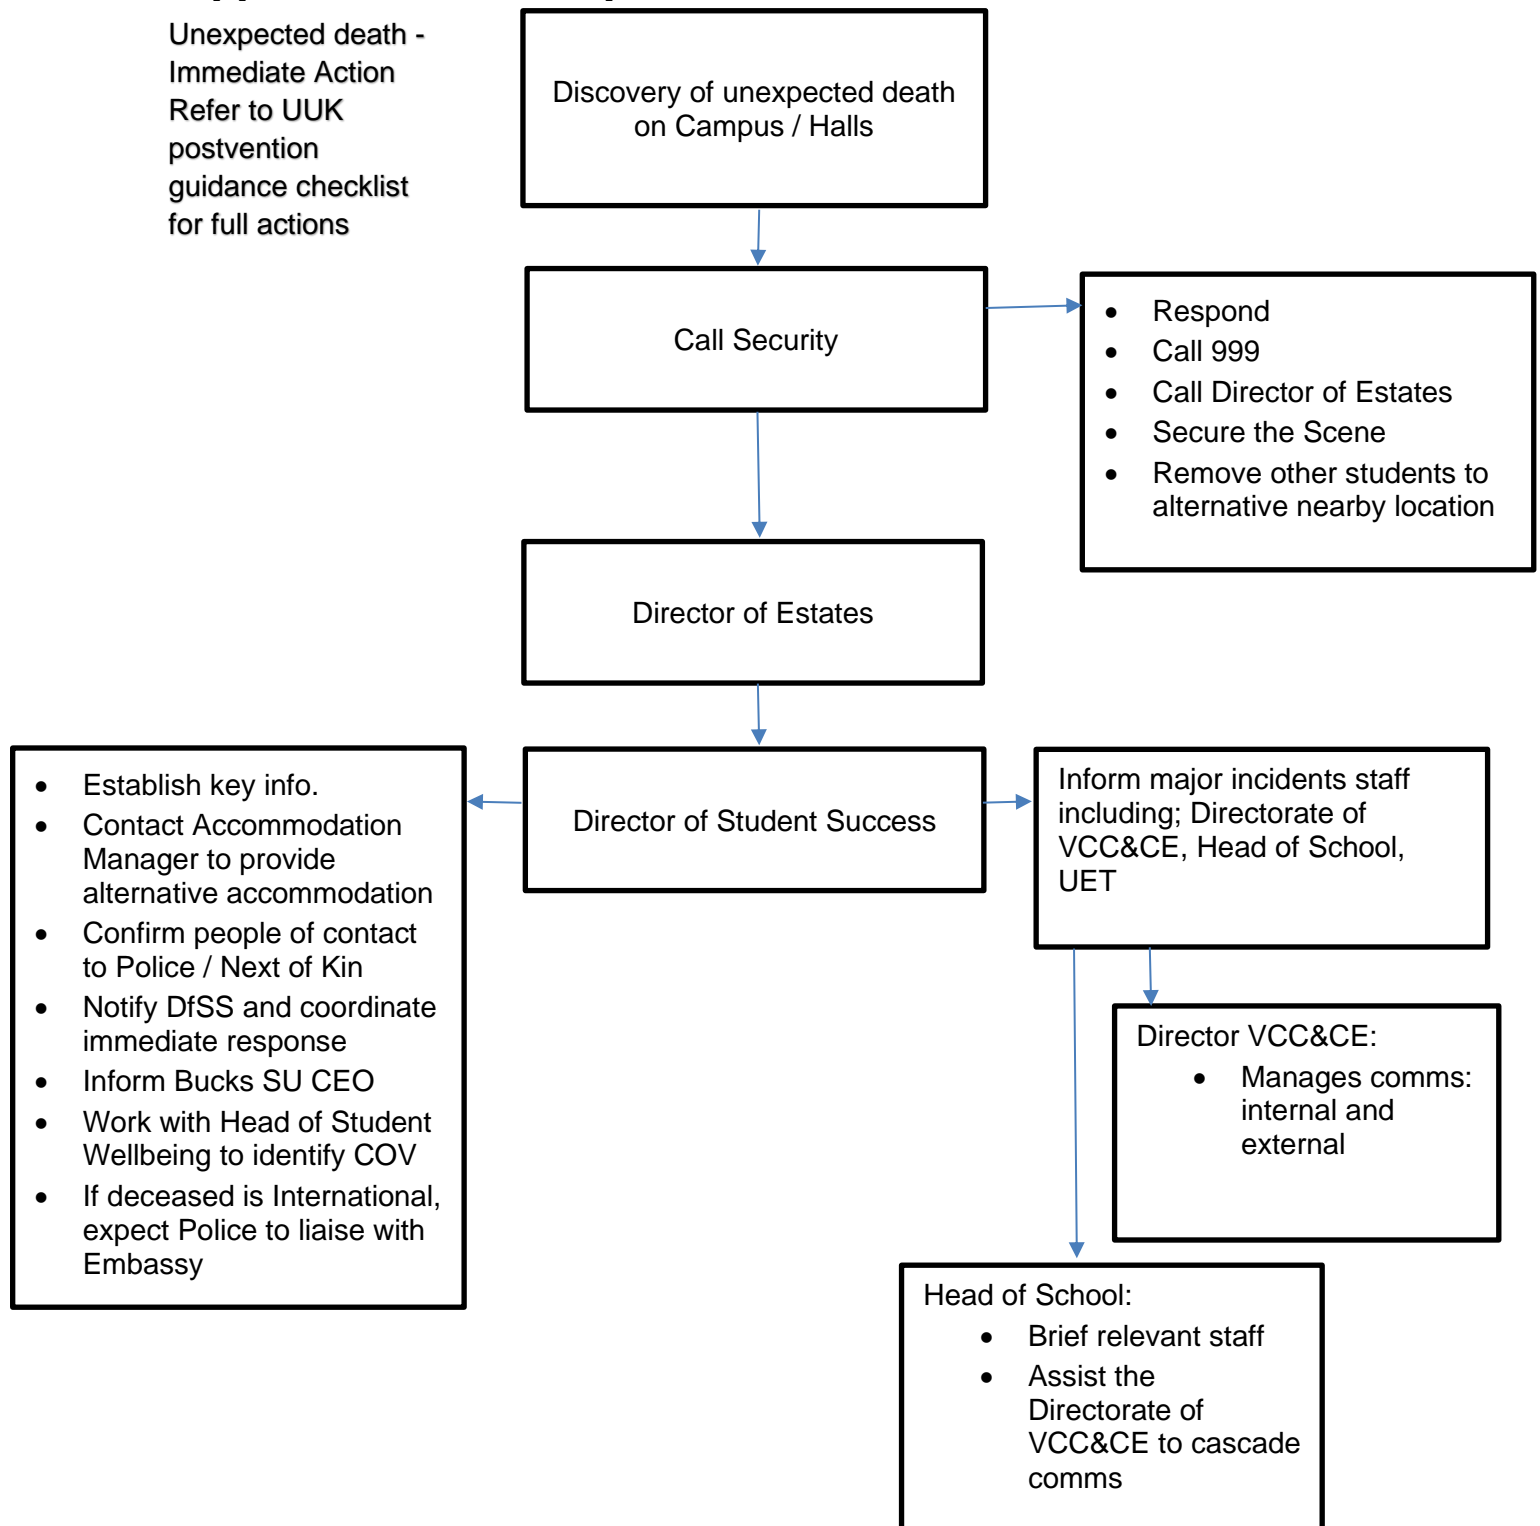 Unexpected death -
Immediate Action
Refer to UUK
postvention
guidance checklist
for full actions
Discovery of unexpected death
on Campus / Halls
Call Security
• Respond
• Call 999
• Call Director of Estates
• Secure the Scene
• Remove other students to
alternative nearby location
Director of Estates
Director of Student Success
• Establish key info.
• Contact Accommodation
Manager to provide
alternative accommodation
• Confirm people of contact
to Police / Next of Kin
• Notify DfSS and coordinate
immediate response
• Inform Bucks SU CEO
• Work with Head of Student
Wellbeing to identify COV
• If deceased is International,
expect Police to liaise with
Embassy
Inform major incidents staff
including; Directorate of
VCC&CE, Head of School,
UET
Director VCC&CE:
• Manages comms:
internal and
external
Head of School:
• Brief relevant staff
• Assist the
Directorate of
VCC&CE to cascade
comms